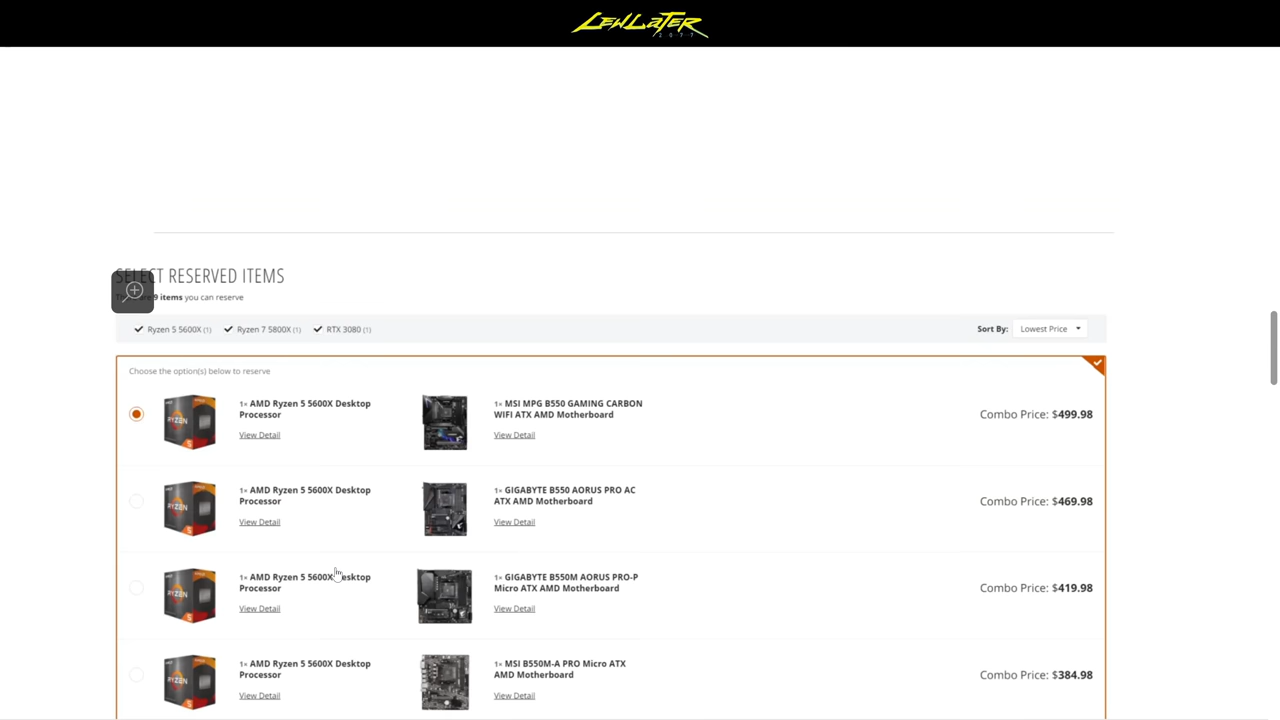 LEWLATER
2077
SELECT RESERVED ITEMS
9 items you can reserve
Ryzen 5 5600X (1) Ryzen 7 5800X (1) RTX 3080 (1)
Sort By: Lowest Price
Choose the option(s) below to reserve
1× AMD Ryzen 5 5600X Desktop
Processor
View Detail
1× MSI MPG B550 GAMING CARBON
WIFI ATX AMD Motherboard
View Detail
Combo Price: $499.98
1× AMD Ryzen 5 5600X Desktop
Processor
View Detail
1× GIGABYTE B550 AORUS PRO AC
ATX AMD Motherboard
View Detail
Combo Price: $469.98
1× AMD Ryzen 5 5600X Desktop
Processor
View Detail
1× GIGABYTE B550M AORUS PRO-P
Micro ATX AMD Motherboard
View Detail
Combo Price: $419.98
1× AMD Ryzen 5 5600X Desktop
Processor
View Detail
1× MSI B550M-A PRO Micro ATX
AMD Motherboard
View Detail
Combo Price: $384.98
RYZEN
RYZEN
RYZEN
RYZEN